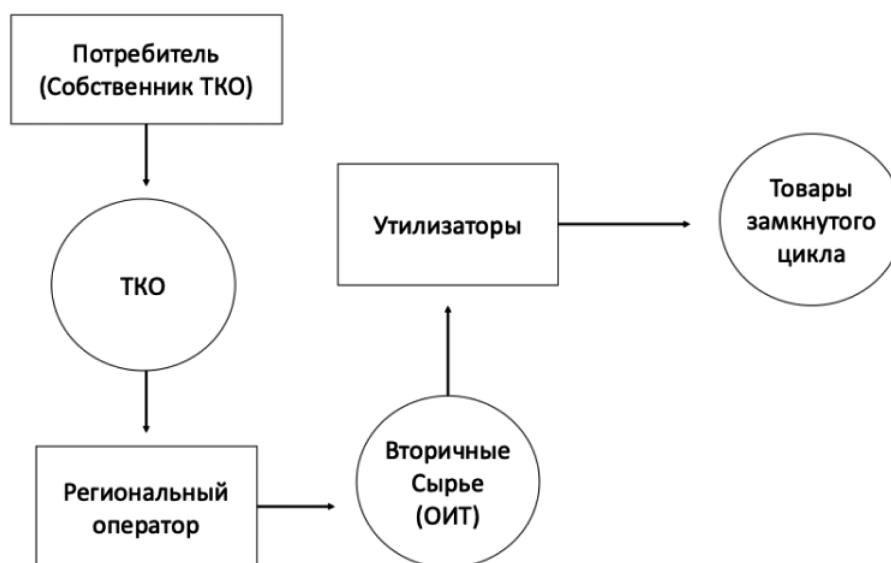 Потребитель
(Собственник ТКО)
ТКО
Региональный
оператор
Вторичные
Сырье
(ОИТ)
Утилизаторы
Товары
замкнутого
цикла